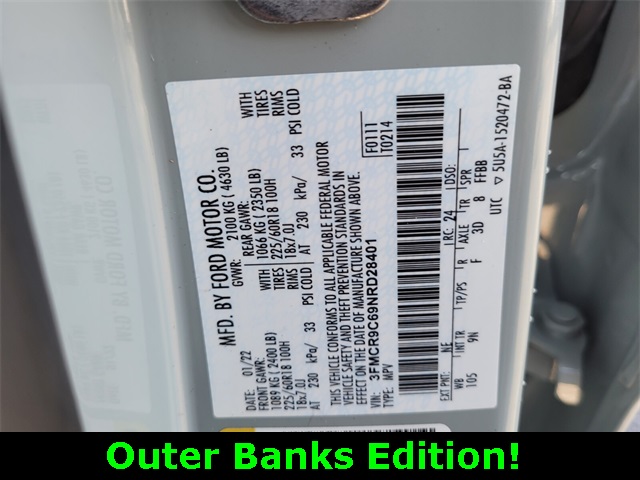 MFD. BY FORD MOTOR CO.
DATE: 01/22
GVWR: 2100 KG ( 4630 LB)
FRONT GAWR: 1089 KG ( 2400 LB)
REAR GAWR: 1066 KG ( 2350 LB)
WITH TIRES RIMS
225/60R18 100H
18x7.0J
AT 230 kPa/ 33 PSI COLD
225/60R18 100H
18x7.0J
AT 230 kPa/ 33 PSI COLD
WITH TIRES RIMS
THIS VEHICLE CONFORMS TO ALL APPLICABLE FEDERAL MOTOR
VEHICLE SAFETY AND THEFT PREVENTION STANDARDS IN
EFFECT ON THE DATE OF MANUFACTURE SHOWN ABOVE.
VIN: 3FMCR9C69NRD28401
TYPE: MPV
F0111
T0214
EXT PNT: NE RC: 24 DSO:
WB INT TR TP/PS R TR SPR
105 9N F 3D 8 FFBB
UTC ▽ 5U5A-1520472-BA
Outer Banks Edition!